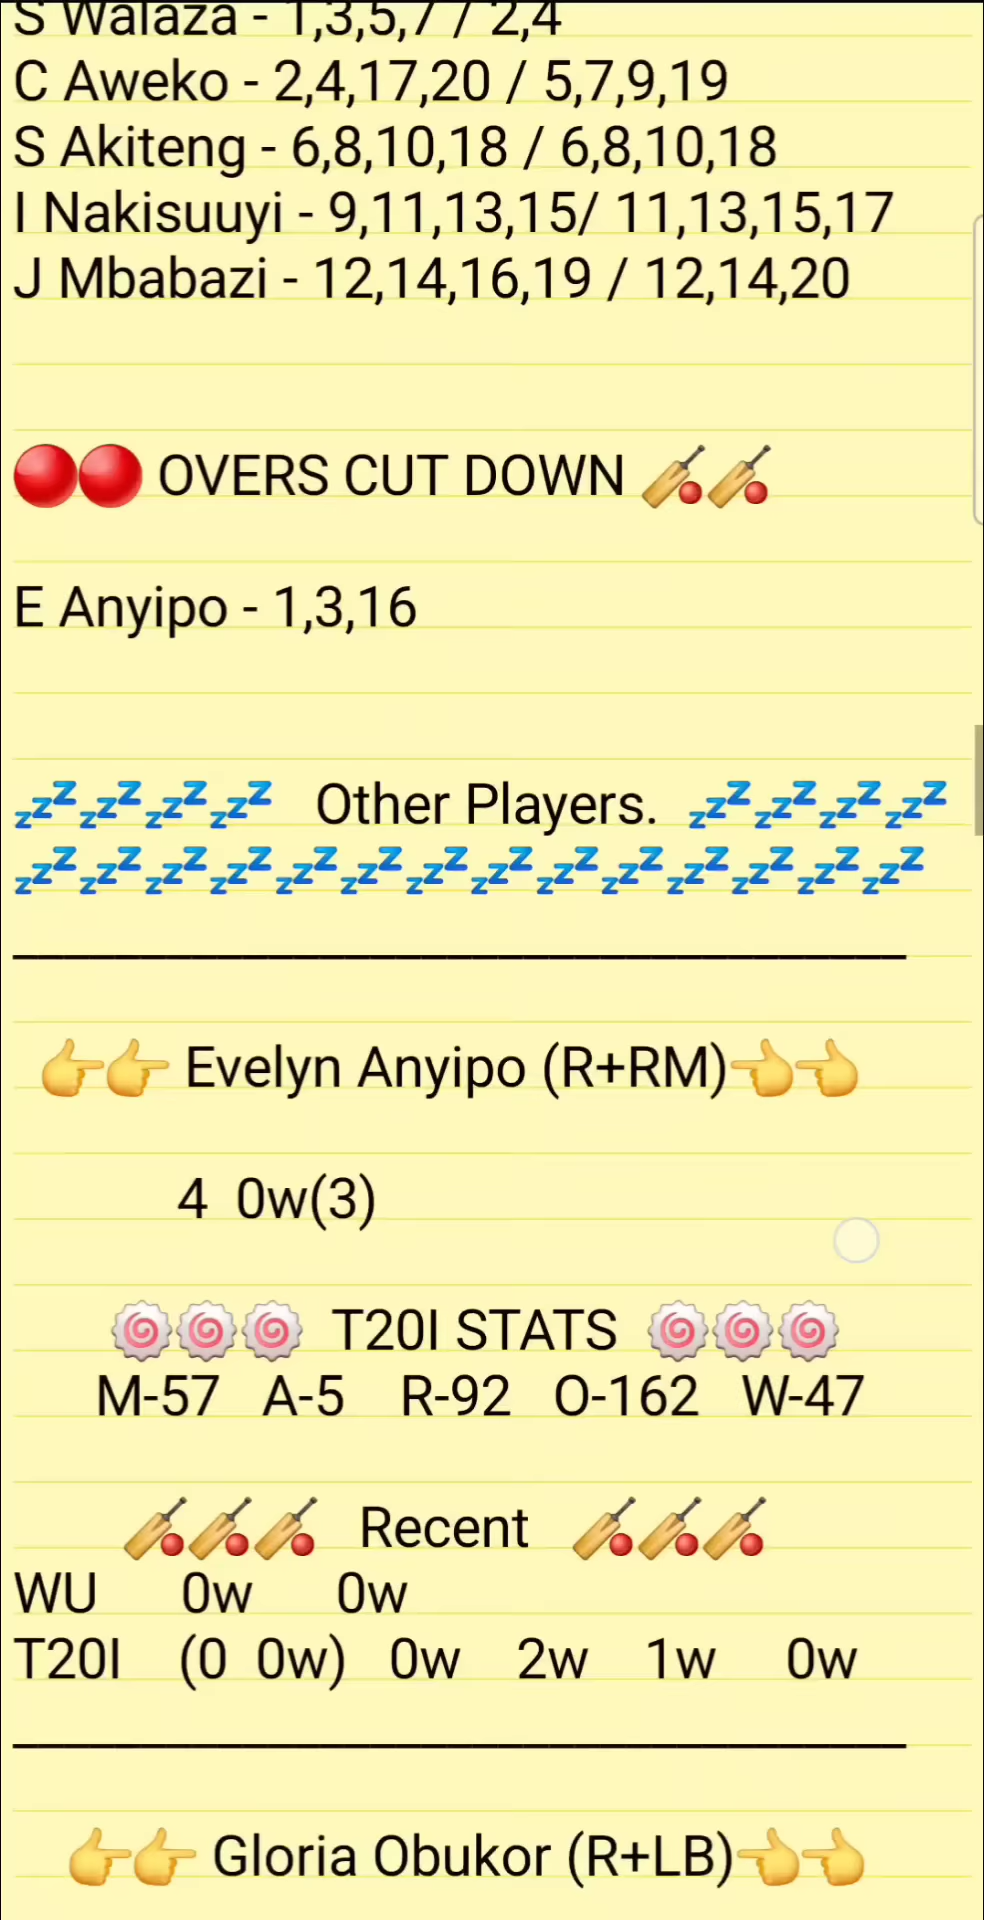 S Walaza - 1,3,5,7 / 2,4
C Aweko - 2,4,17,20 / 5,7,9,19
S Akiteng - 6,8,10,18 / 6,8,10,18
I Nakisuuyi - 9,11,13,15/ 11,13,15,17
J Mbabazi - 12,14,16,19 / 12,14,20
🔴🔴 OVERS CUT DOWN 🏏🏏
E Anyipo - 1,3,16
💤💤💤💤 Other Players. 💤💤💤💤
💤💤💤💤💤💤💤💤💤💤💤💤💤💤
👉👉 Evelyn Anyipo (R+RM)👈👈
4 0w(3)
🍥🍥🍥 T20I STATS 🍥🍥🍥
M-57 A-5 R-92 O-162 W-47
🏏🏏🏏 Recent 🏏🏏🏏
WU 0w 0w
T20I (0 0w) 0w 2w 1w 0w
👉👉 Gloria Obukor (R+LB)👈👈